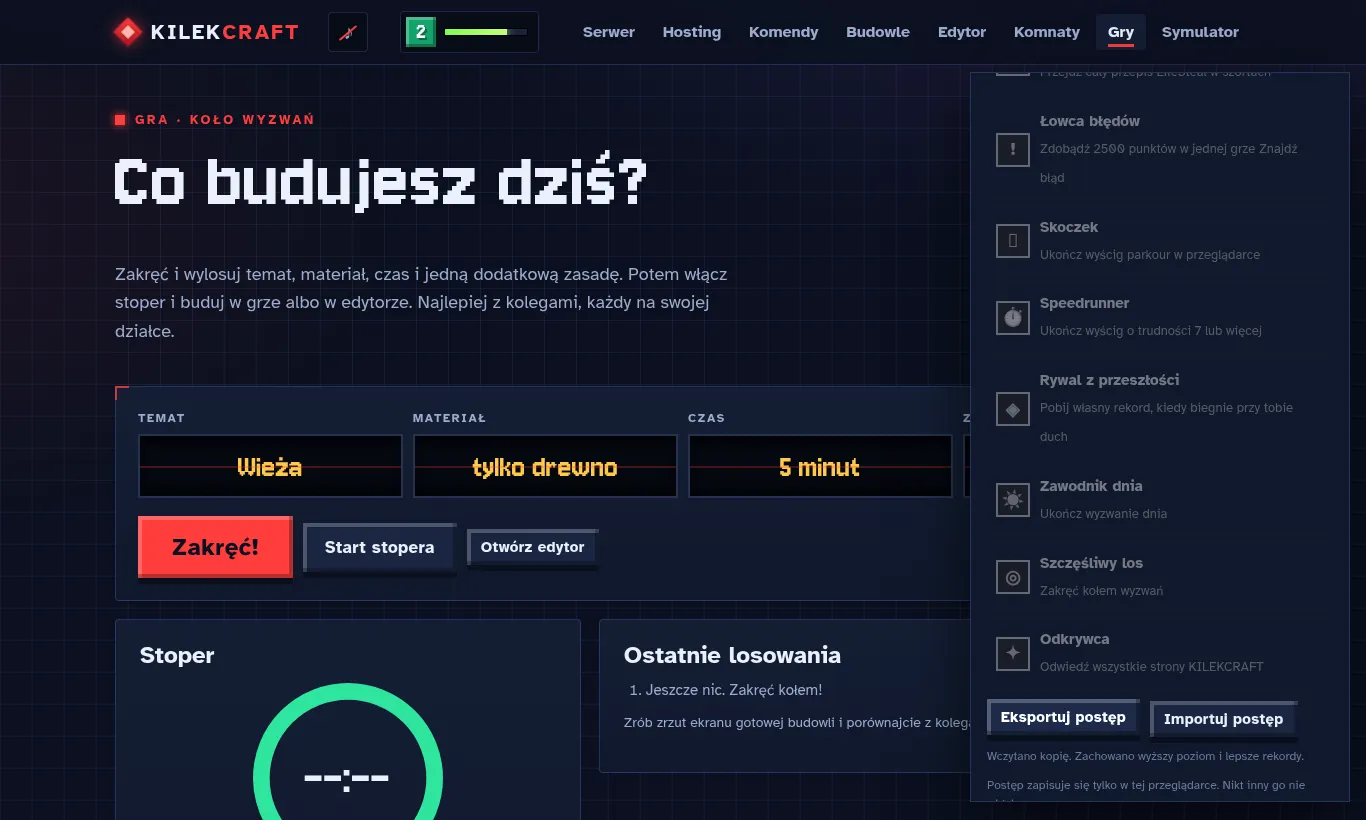 KILEKCRAFT
2
Serwer
Hosting
Komendy
Budowle
Edytor
Komnaty
Gry
Symulator
GRA · KOŁO WYZWAŃ
Co budujesz dziś?
Zakręć i wylosuj temat, materiał, czas i jedną dodatkową zasadę. Potem włącz
stoper i buduj w grze albo w edytorze. Najlepiej z kolegami, każdy na swojej
działce.
TEMAT
MATERIAŁ
CZAS
Z
Wieża
tylko drewno
5 minut
Zakręć!
Start stopera
Otwórz edytor
Stoper
--:--
Ostatnie losowania
1. Jeszcze nic. Zakręć kołem!
Zrób zrzut ekranu gotowej budowli i porównajcie z kolega
Przejdź cały przepis LifeSteal w szortach
Łowca błędów
!
Zdobądź 2500 punktów w jednej grze Znajdź
błąd
Skoczek
Ukończ wyścig parkour w przeglądarce
Speedrunner
Ukończ wyścig o trudności 7 lub więcej
Rywal z przeszłości
Pobij własny rekord, kiedy biegnie przy tobie
duch
Zawodnik dnia
Ukończ wyzwanie dnia
Szczęśliwy los
Zakręć kołem wyzwań
Odkrywca
Odwiedź wszystkie strony KILEKCRAFT
Eksportuj postęp
Importuj postęp
Wczytano kopię. Zachowano wyższy poziom i lepsze rekordy.
Postęp zapisuje się tylko w tej przeglądarce. Nikt inny go nie